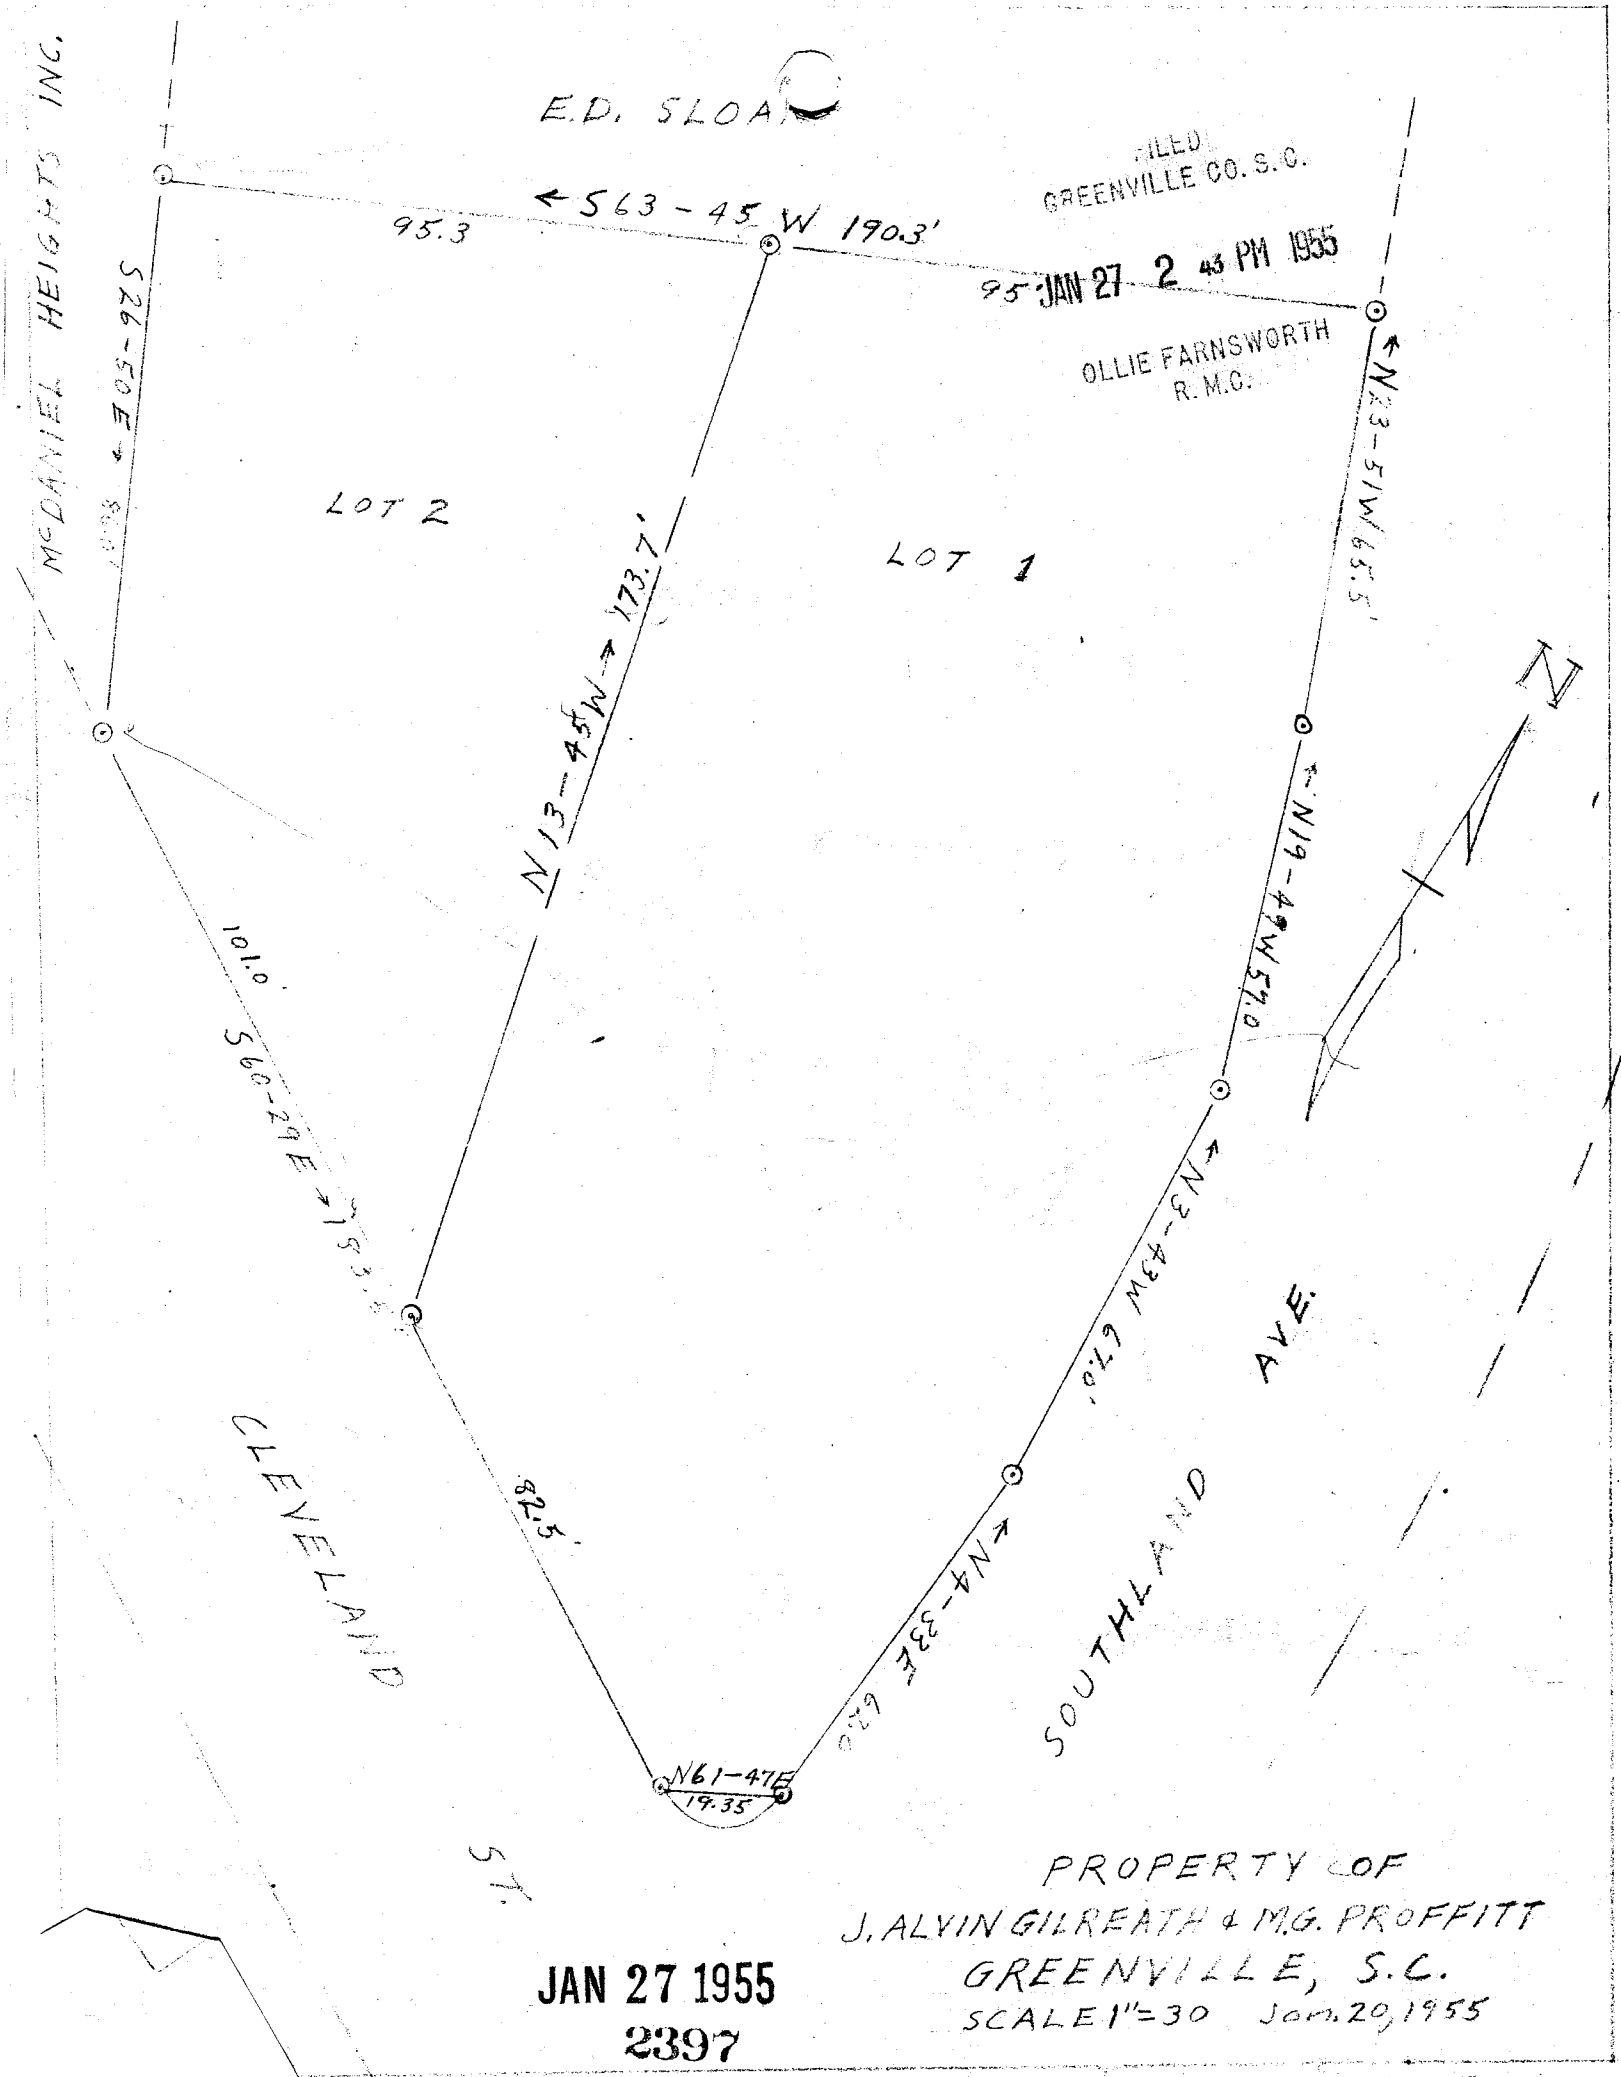 McDANIEL HEIGHTS INC.
E.D. SLOAN
FILED
GREENVILLE CO. S. C.
JAN 27 2 43 PM 1955
OLLIE FARNSWORTH
R. M. C.
← S63-45 W 190.3'
95.3
95
S26-50E →
N23-51W 65.5'
LOT 2
LOT 1
N13-45W → 173.7'
N
← N19-49W 57.0
101.0'
S60-29E → 183.5
← N3-43W 67.0'
82.5'
← N4-33E 62.0
N61-47E
19.35
CLEVELAND
ST.
SOUTHLAND AVE.
PROPERTY OF
J. ALVIN GILREATH & M.G. PROFFITT
GREENVILLE, S.C.
SCALE 1"=30 Jan. 20, 1955
JAN 27 1955
2397